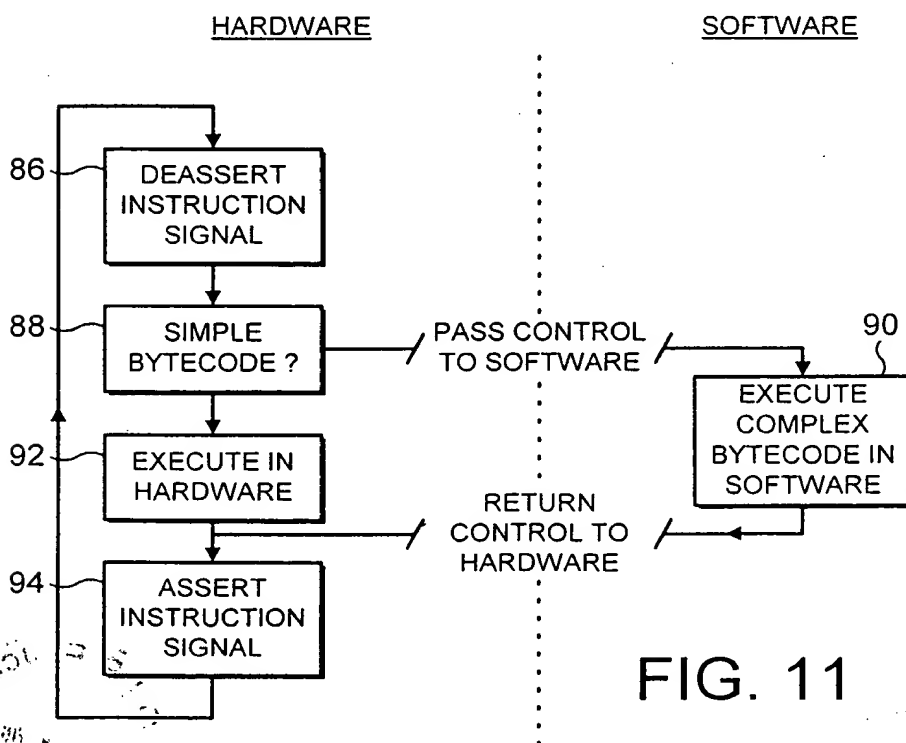 HARDWARE
SOFTWARE
86
DEASSERT
INSTRUCTION
SIGNAL
88
SIMPLE
BYTECODE ?
PASS CONTROL
TO SOFTWARE
90
EXECUTE
COMPLEX
BYTECODE IN
SOFTWARE
92
EXECUTE IN
HARDWARE
RETURN
CONTROL TO
HARDWARE
94
ASSERT
INSTRUCTION
SIGNAL
FIG. 11